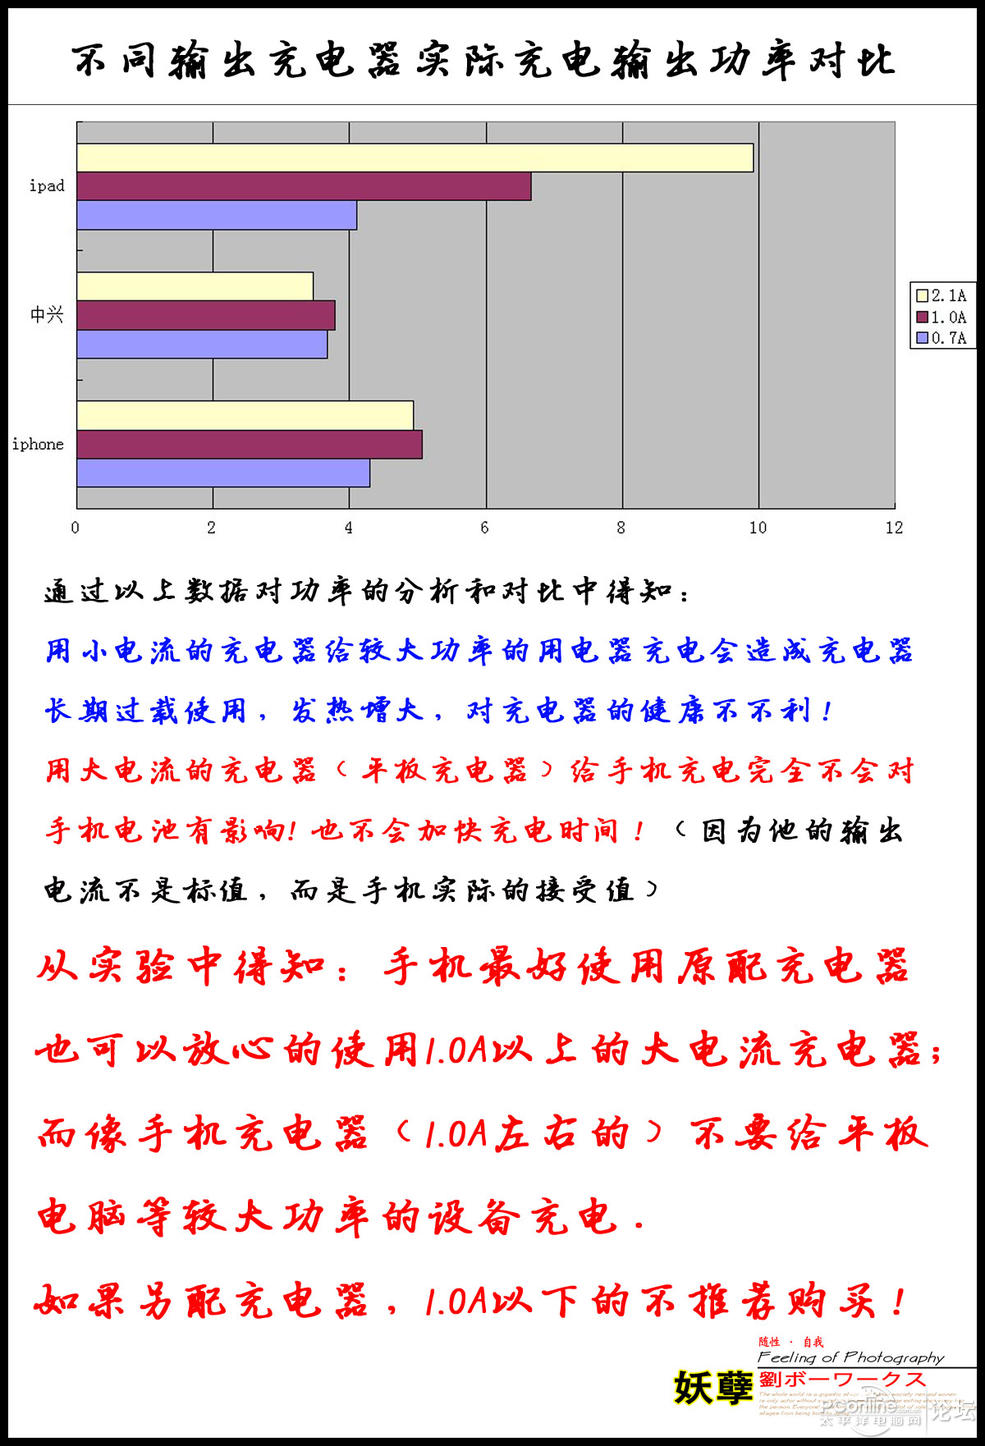 不同输出充电器实际充电输出功率对比
ipad
中兴
iphone
2.1A
1.0A
0.7A
0 2 4 6 8 10 12
通过以上数据对功率的分析和对比中得知：
用小电流的充电器给较大功率的用电器充电会造成充电器
长期过载使用，发热增大，对充电器的健康不不利！
用大电流的充电器（平板充电器）给手机充电完全不会对
手机电池有影响！也不会加快充电时间！（因为他的输出
电流不是标值，而是手机实际的接受值）
从实验中得知：手机最好使用原配充电器
也可以放心的使用1.0A以上的大电流充电器；
而像手机充电器（1.0A左右的）不要给平板
电脑等较大功率的设备充电．
如果另配充电器，1.0A以下的不推荐购买！
随性 · 自我
Feeling of Photography
妖孽
劉ボーワークス
PConline
太平洋电脑网 论坛